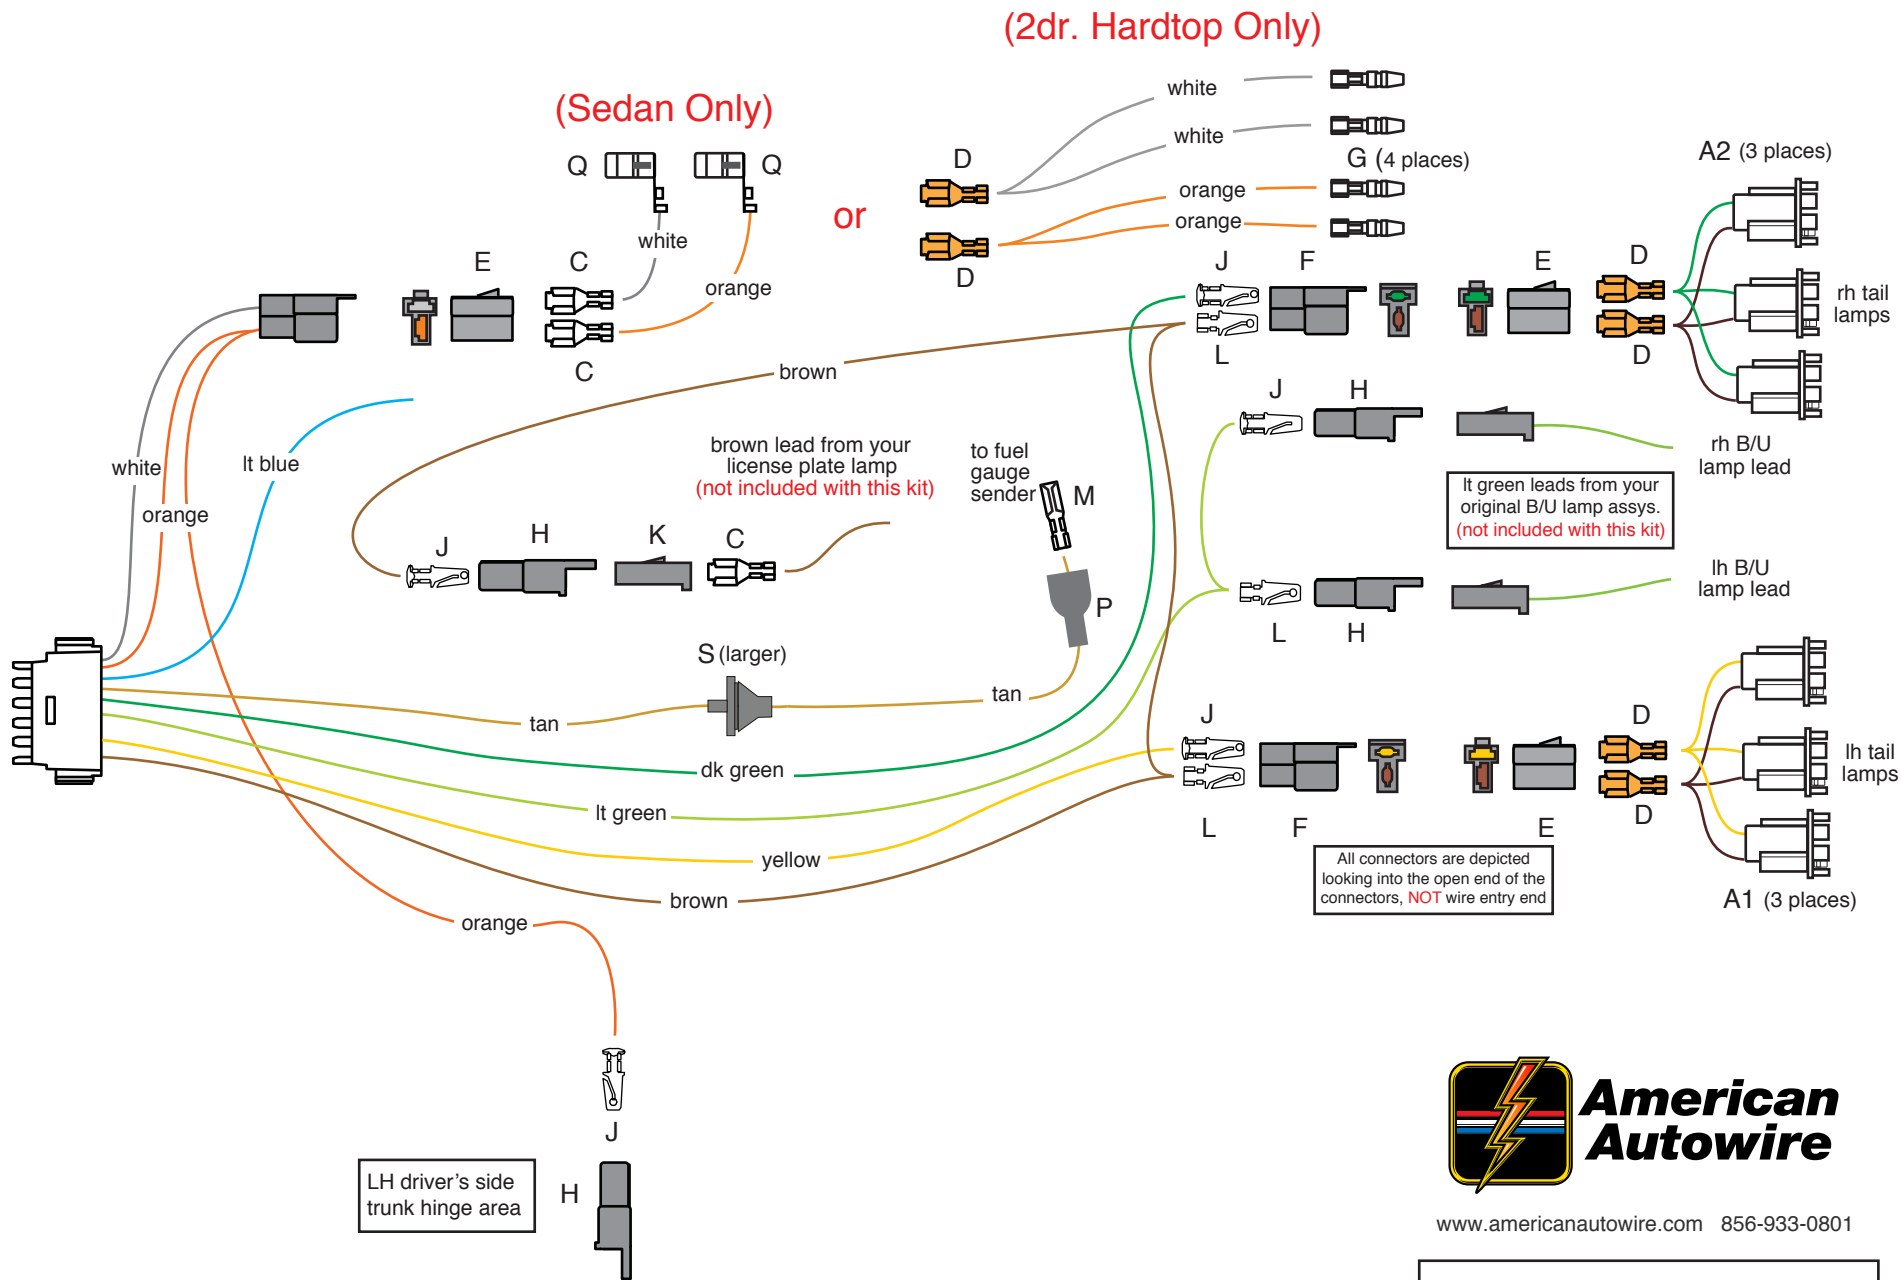 (2dr. Hardtop Only)
(Sedan Only)
white
white
G (4 places)
orange
orange
Q
Q
or
D
D
A2 (3 places)
white
orange
E
C
C
J
F
L
E
D
D
rh tail
lamps
brown
white
orange
lt blue
brown lead from your
license plate lamp
(not included with this kit)
to fuel
gauge
sender
M
J
H
rh B/U
lamp lead
lt green leads from your
original B/U lamp assys.
(not included with this kit)
J
H
K
C
P
L
H
lh B/U
lamp lead
S (larger)
tan
tan
dk green
lt green
yellow
brown
J
L
F
E
D
D
lh tail
lamps
A1 (3 places)
All connectors are depicted
looking into the open end of the
connectors, NOT wire entry end
orange
J
H
LH driver's side
trunk hinge area
American
Autowire
www.americanautowire.com 856-933-0801